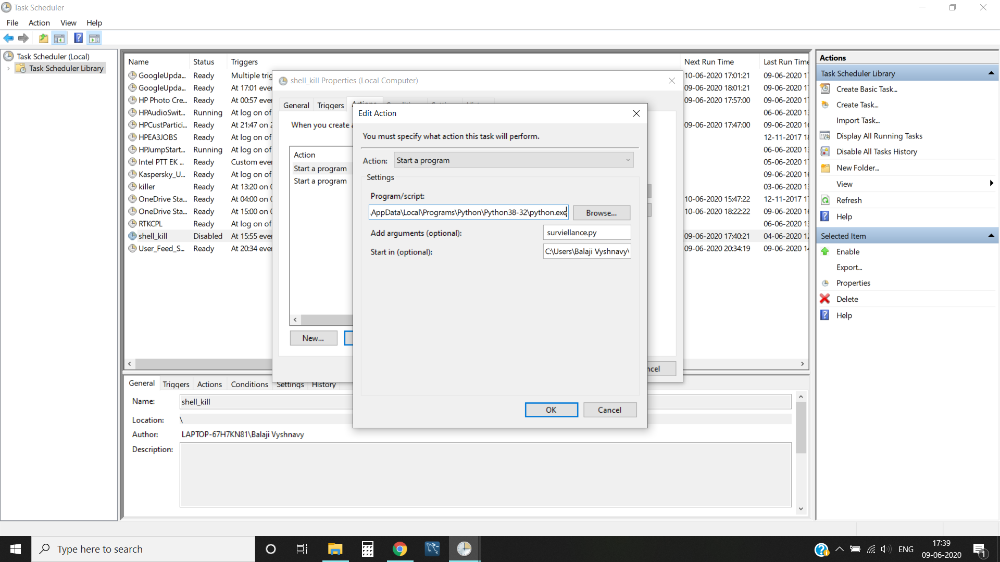 Task Scheduler
File Action View Help
Task Scheduler (Local)
Task Scheduler Library
Name Status Triggers Next Run Time Last Run Time
GoogleUpda... Ready Multiple trig 10-06-2020 17:01:21 09-06-2020 1
GoogleUpda... Ready At 17:01 ever 09-06-2020 18:01:21 09-06-2020 1
HP Photo Cre... Ready At 00:57 ever 09-06-2020 17:57:00 09-06-2020 1
HPAudioSwit... Running At log on of 06-06-2020 1
HPCustPartici... Ready At 21:47 on 2 09-06-2020 17:47:00 09-06-2020 1
HPEA3JOBS Ready At log on of 12-11-2017 1
HPJumpStart... Running At log on of 06-06-2020 1
Intel PTT EK ... Ready Custom ever 05-06-2020 1
Kaspersky_U... Ready At log on of 09-06-2020 1
killer Ready At 13:20 on 0 03-06-2020 1
OneDrive Sta... Ready At 04:00 on 0 10-06-2020 15:47:22 12-11-2017 1
OneDrive Sta... Ready At 15:00 on 0 10-06-2020 18:22:22 09-06-2020 1
RTKCPL Ready At log on of 06-06-2020 1
shell_kill Disabled At 15:55 ever 09-06-2020 17:40:21 04-06-2020 1
User_Feed_S... Ready At 20:34 ever 09-06-2020 20:34:19 09-06-2020 1
shell_kill Properties (Local Computer)
General Triggers
When you create a
Action
Start a program
Start a program
New...
ncel
Edit Action
You must specify what action this task will perform.
Action: Start a program
Settings
Program/script:
AppData\Local\Programs\Python\Python38-32\python.exe Browse...
Add arguments (optional): surviellance.py
Start in (optional): C:\Users\Balaji Vyshnavy\
OK Cancel
General Triggers Actions Conditions Settings History
Name: shell_kill
Location: \
Author: LAPTOP-67H7KN81\Balaji Vyshnavy
Description:
Actions
Task Scheduler Library
Create Basic Task...
Create Task...
Import Task...
Display All Running Tasks
Disable All Tasks History
New Folder...
View
Refresh
Help
Selected Item
Enable
Export...
Properties
Delete
Help
Type here to search
ENG
17:39
09-06-2020
1